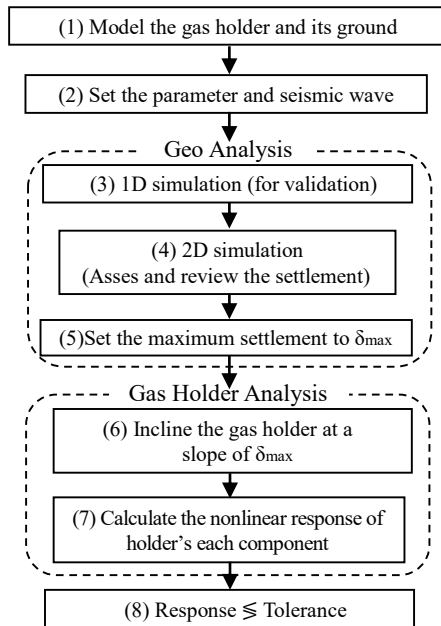 (1) Model the gas holder and its ground
(2) Set the parameter and seismic wave
Geo Analysis
(3) 1D simulation (for validation)
(4) 2D simulation
(Asses and review the settlement)
(5)Set the maximum settlement to δmax
Gas Holder Analysis
(6) Incline the gas holder at a
slope of δmax
(7) Calculate the nonlinear response of
holder’s each component
(8) Response ≶ Tolerance